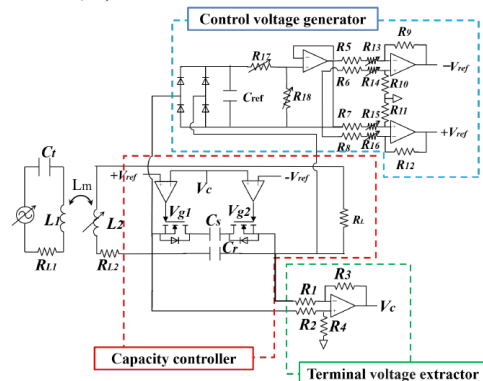 Control voltage generator
R9
R17
R5
R13
-Vref
R6
R14
R10
Cref
R18
R11
R7
R15
+Vref
R8
R16
R12
Ct
Lm
+Vref
Vc
-Vref
L1
L2
Vg1
Cs
Vg2
RL
Cr
RL1
RL2
R1
R3
Vc
R2
R4
Capacity controller
Terminal voltage extractor